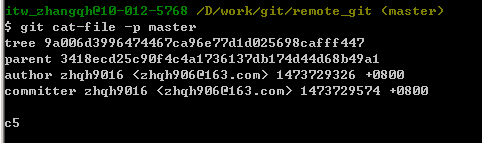 itw_zhangqh@10-012-5768 /D/work/git/remote_git (master)
$ git cat-file -p master
tree 9a006d3996474467ca96e77d1d025698cafff447
parent 3418ecd25c90f4c4a1736137db174d44d68b49a1
author zhqh9016 <zhqh906@163.com> 1473729326 +0800
committer zhqh9016 <zhqh906@163.com> 1473729574 +0800
c5